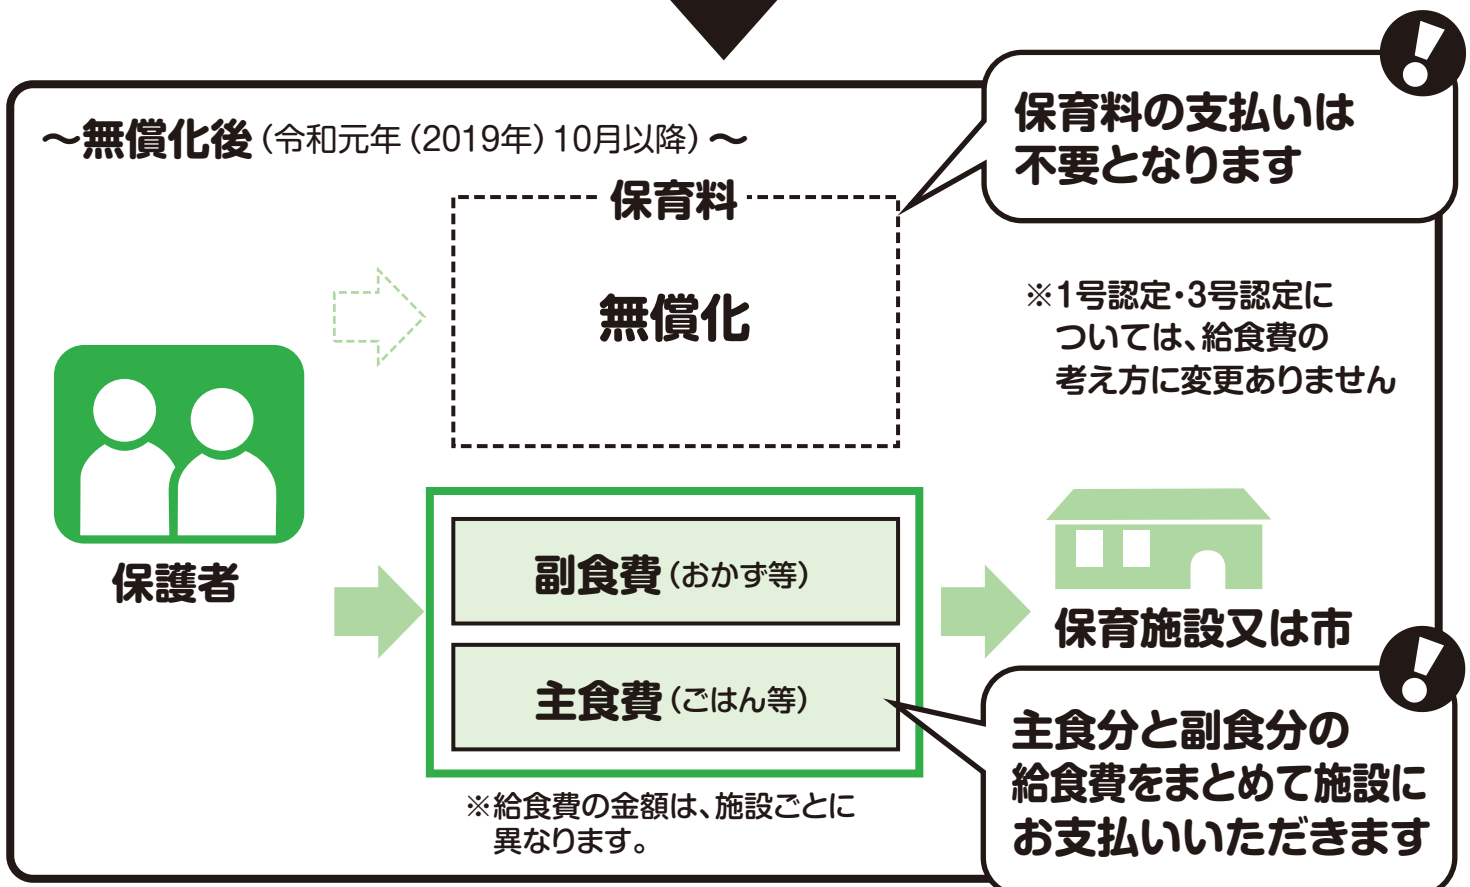 ～無償化後（令和元年（2019年）10月以降）～
保育料の支払いは
不要となります
保育料
無償化
※1号認定・3号認定に
ついては、給食費の
考え方に変更ありません
保護者
副食費（おかず等）
主食費（ごはん等）
保育施設又は市
※給食費の金額は、施設ごとに
異なります。
主食分と副食分の
給食費をまとめて施設に
お支払いいただきます